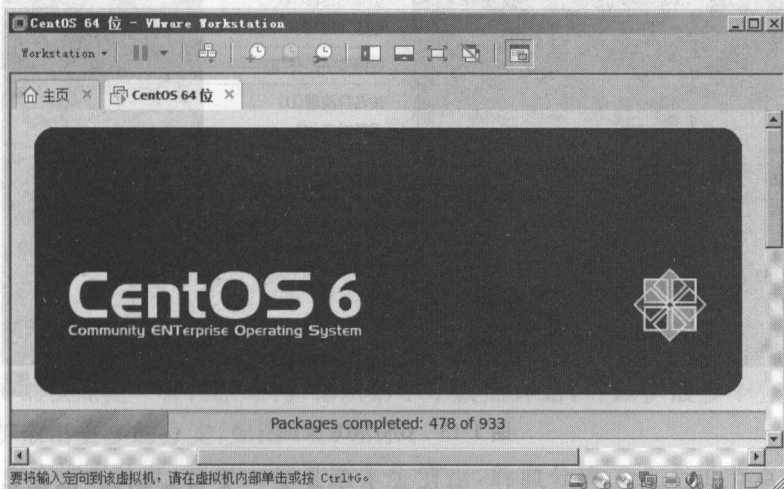 CentOS 64 位 - VMware Workstation
Workstation
主页 × CentOS 64 位 ×
CentOS 6
Community ENTerprise Operating System
Packages completed: 478 of 933
要将输入定向到该虚拟机，请在虚拟机内部单击或按 Ctrl+G。